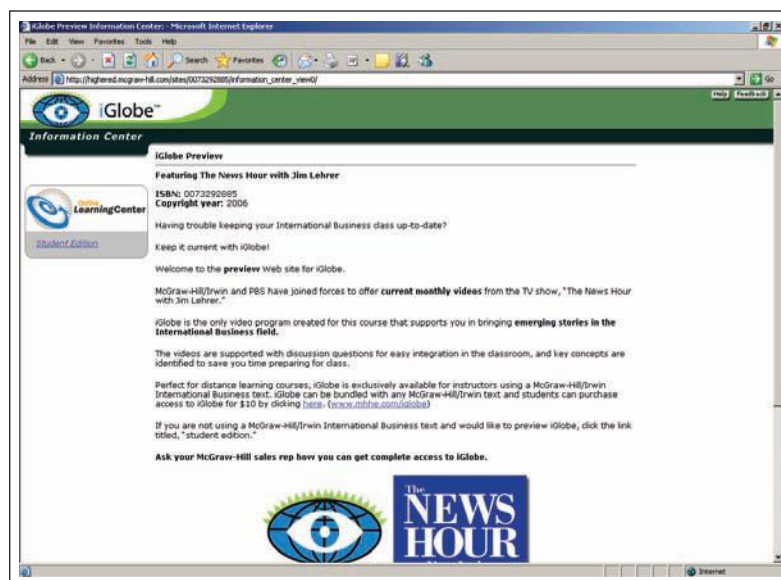 iGlobe Preview Information Center: - Microsoft Internet Explorer
File Edit View Favorites Tools Help
Back Search Favorites
Address http://highered.mcgraw-hill.com/sites/0073292885/information_center_view0/ Go
Help Feedback
iGlobe™
Information Center
iGlobe Preview
Featuring The News Hour with Jim Lehrer
ISBN: 0073292885
Copyright year: 2006
Online
LearningCenter
Student Edition
Having trouble keeping your International Business class up-to-date?
Keep it current with iGlobe!
Welcome to the preview Web site for iGlobe.
McGraw-Hill/Irwin and PBS have joined forces to offer current monthly videos from the TV show, "The News Hour
with Jim Lehrer."
iGlobe is the only video program created for this course that supports you in bringing emerging stories in the
International Business field.
The videos are supported with discussion questions for easy integration in the classroom, and key concepts are
identified to save you time preparing for class.
Perfect for distance learning courses, iGlobe is exclusively available for instructors using a McGraw-Hill/Irwin
International Business text. iGlobe can be bundled with any McGraw-Hill/Irwin text and students can purchase
access to iGlobe for $10 by clicking here. (www.mhhe.com/iglobe)
If you are not using a McGraw-Hill/Irwin International Business text and would like to preview iGlobe, click the link
titled, "student edition."
Ask your McGraw-Hill sales rep how you can get complete access to iGlobe.
The
NEWS
HOUR
Internet